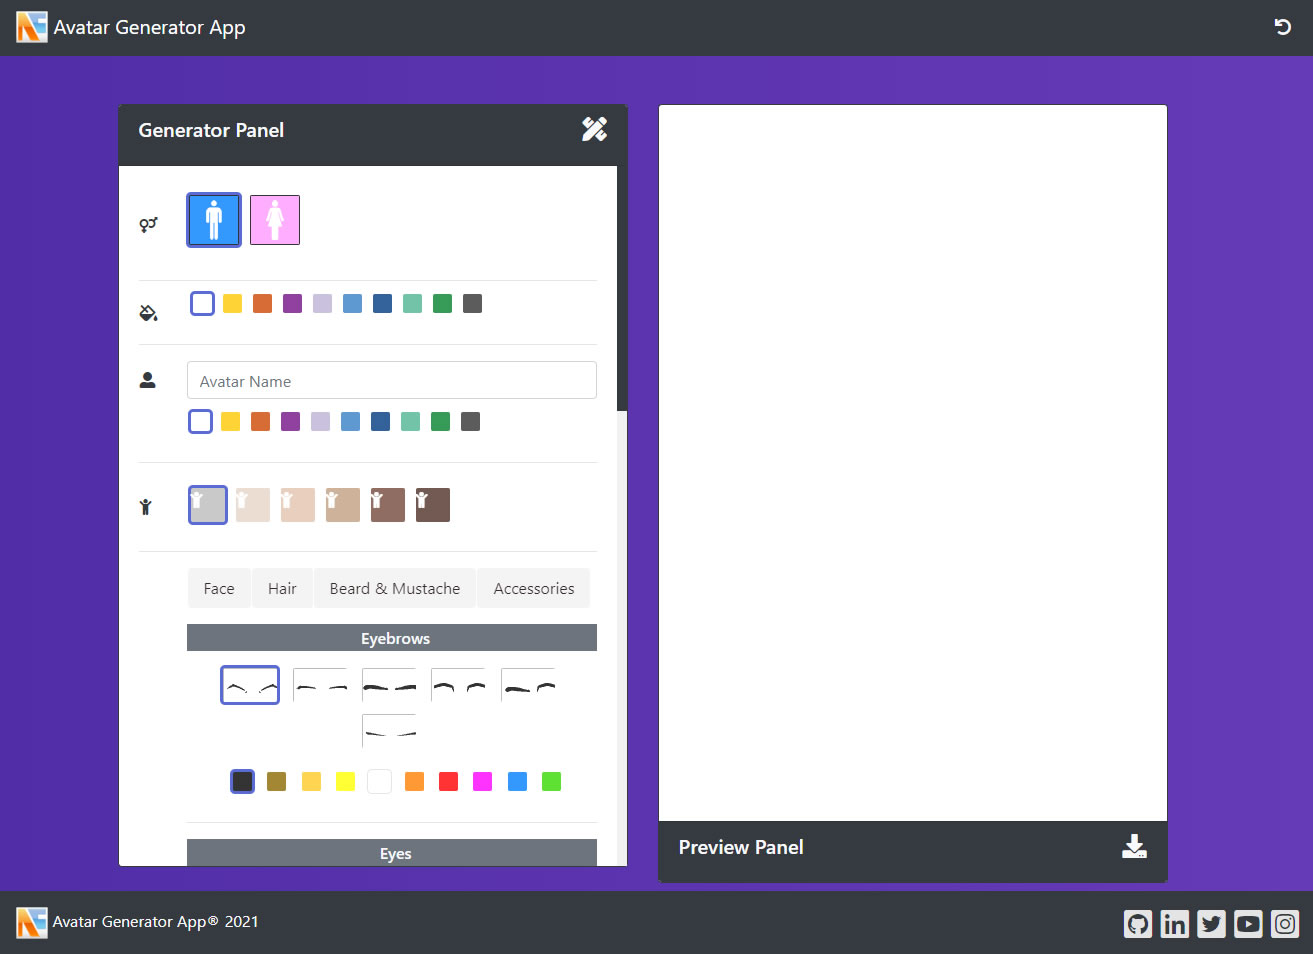 Avatar Generator App
Generator Panel
Avatar Name
Face
Hair
Beard & Mustache
Accessories
Eyebrows
Eyes
Preview Panel
Avatar Generator App® 2021